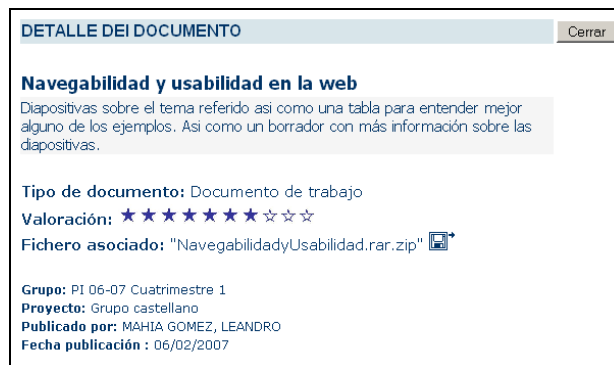 DETALLE DEl DOCUMENTO
Cerrar
Navegabilidad y usabilidad en la web
Diapositivas sobre el tema referido asi como una tabla para entender mejor
alguno de los ejemplos. Asi como un borrador con más información sobre las
diapositivas.
Tipo de documento: Documento de trabajo
Valoración: ★★★★★★★☆☆☆
Fichero asociado: "NavegabilidadyUsabilidad.rar.zip"
Grupo: PI 06-07 Cuatrimestre 1
Proyecto: Grupo castellano
Publicado por: MAHIA GOMEZ, LEANDRO
Fecha publicación : 06/02/2007